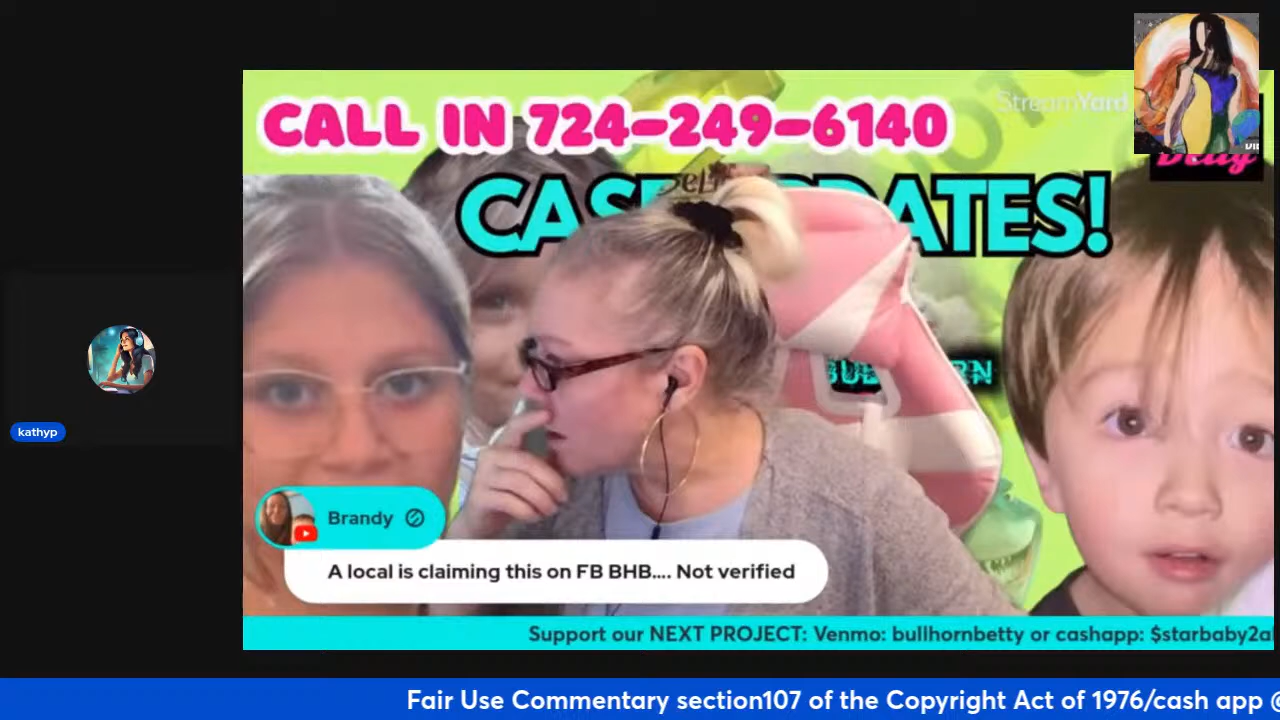 CALL IN 724-249-6140
StreamYard
Betty
kathyp
Brandy
A local is claiming this on FB BHB.... Not verified
Support our NEXT PROJECT: Venmo: bullhornbetty or cashapp: $starbaby2a
Fair Use Commentary section107 of the Copyright Act of 1976/cash app @